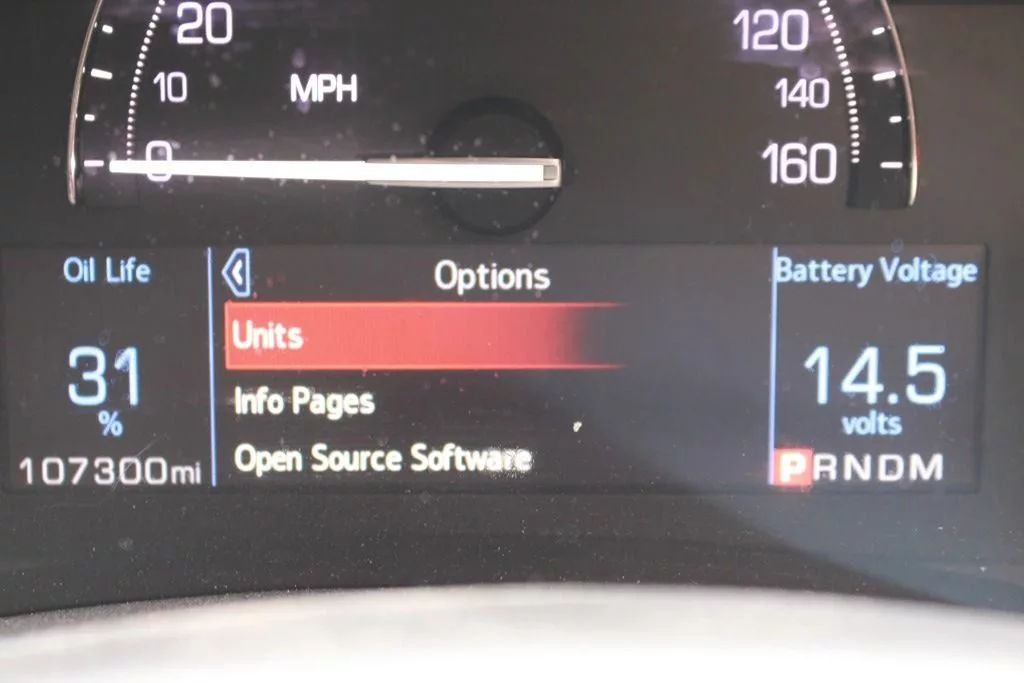 20
120
10
MPH
140
0
160
Oil Life
Options
Battery Voltage
Units
31
14.5
Info Pages
%
volts
Open Source Software
107300mi
PRNDM